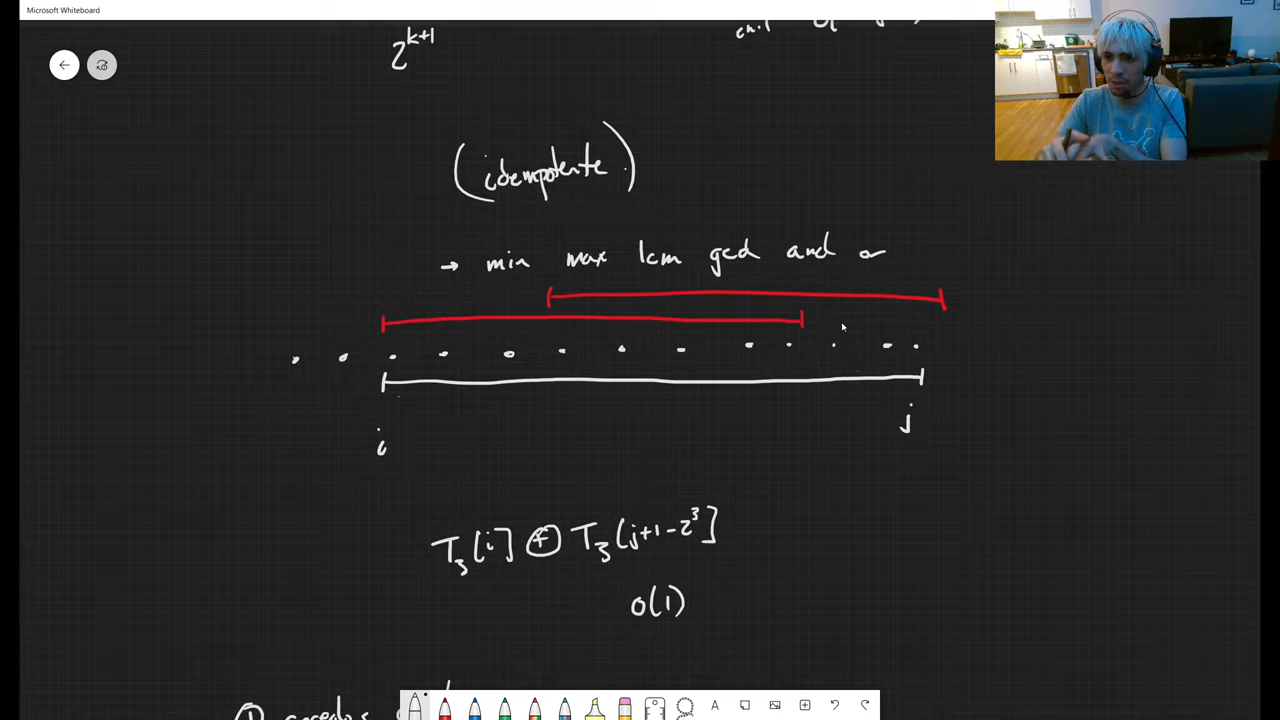 Microsoft Whiteboard
2^{k+1}
(idempotente)
→ min max lcm gcd and or
i
j
T_3[i] ⊕ T_3[j+1-2^3]
O(1)
A